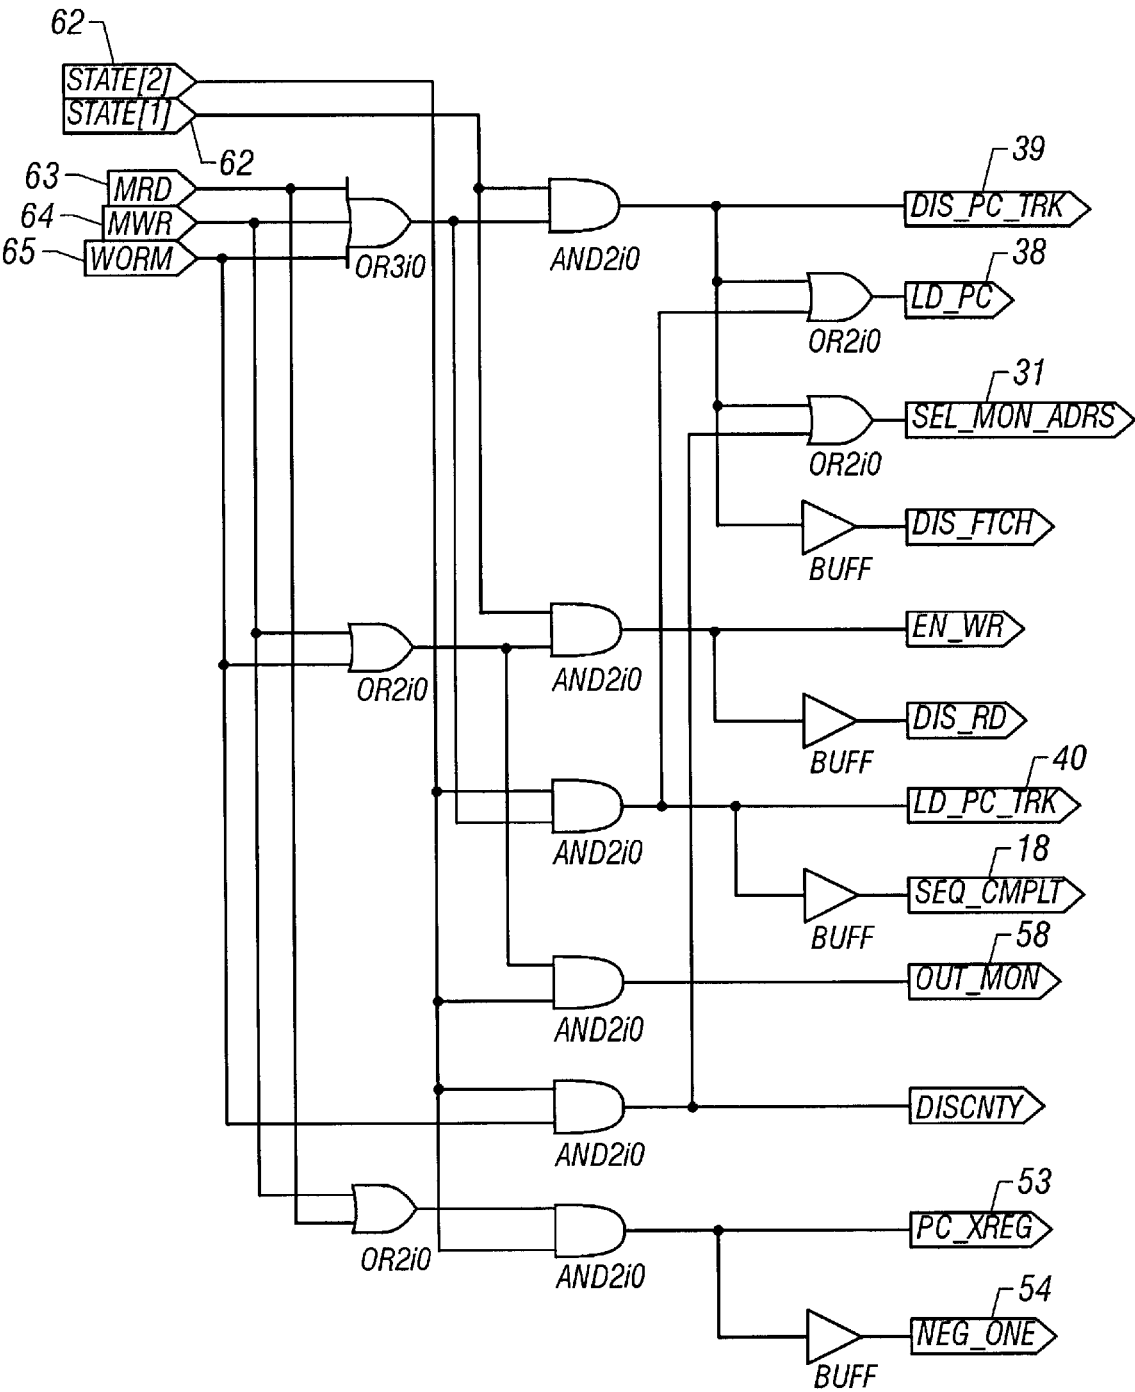 62
STATE[2]
STATE[1]
62
63
MRD
64
MWR
65
WORM
OR3i0
AND2i0
39
DIS_PC_TRK
38
LD_PC
OR2i0
31
SEL_MON_ADRS
OR2i0
DIS_FTCH
BUFF
EN_WR
AND2i0
OR2i0
DIS_RD
BUFF
40
LD_PC_TRK
AND2i0
18
SEQ_CMPLT
BUFF
58
OUT_MON
AND2i0
DISCNTY
AND2i0
53
PC_XREG
OR2i0
AND2i0
54
NEG_ONE
BUFF